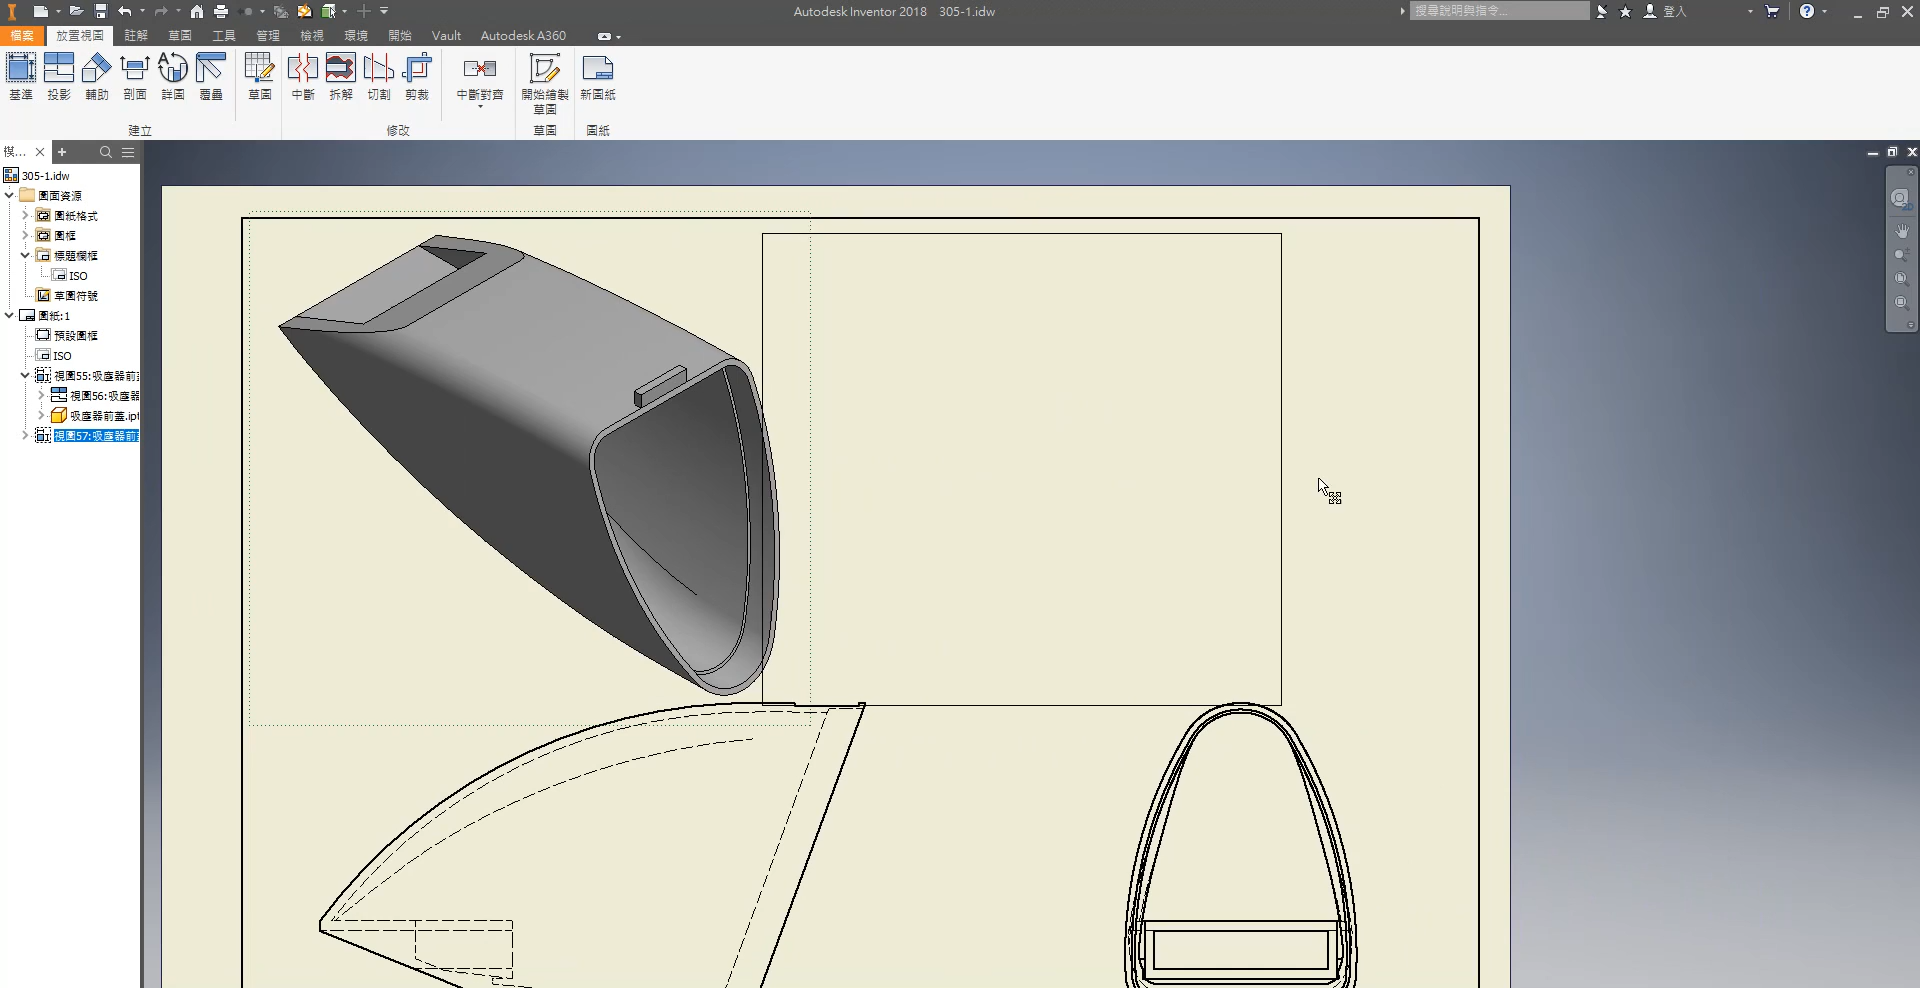 Autodesk Inventor 2018 305-1.idw
搜尋說明與指令...
登入
檔案 放置視圖 註解 草圖 工具 管理 檢視 環境 開始 Vault Autodesk A360
基準 投影 輔助 剖面 詳圖 覆疊 草圖 中斷 拆解 切割 剪裁 中斷對齊 開始繪製草圖 新圖紙
建立 修改 草圖 圖紙
模...
305-1.idw
圖面資源
圖紙格式
圖框
標題欄框
ISO
草圖符號
圖紙:1
預設圖框
ISO
視圖55:吸塵器前蓋
視圖56:吸塵器
吸塵器前蓋.ipt
視圖57:吸塵器前蓋